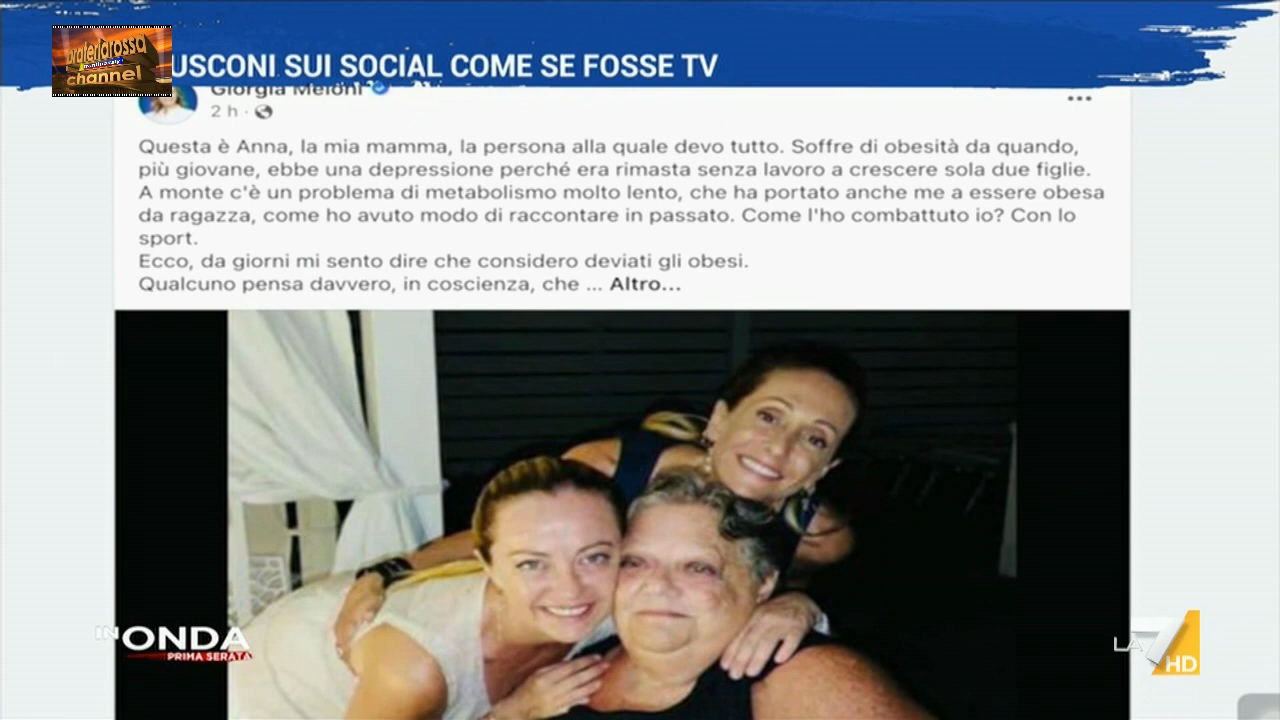 USCONI SUI SOCIAL COME SE FOSSE TV
prateriarossa
channel
Giorgia Meloni
2 h ·
Questa è Anna, la mia mamma, la persona alla quale devo tutto. Soffre di obesità da quando,
più giovane, ebbe una depressione perché era rimasta senza lavoro a crescere sola due figlie.
A monte c'è un problema di metabolismo molto lento, che ha portato anche me a essere obesa
da ragazza, come ho avuto modo di raccontare in passato. Come l'ho combattuto io? Con lo
sport.
Ecco, da giorni mi sento dire che considero deviati gli obesi.
Qualcuno pensa davvero, in coscienza, che ... Altro...
IN ONDA
PRIMA SERATA
LA 7 HD